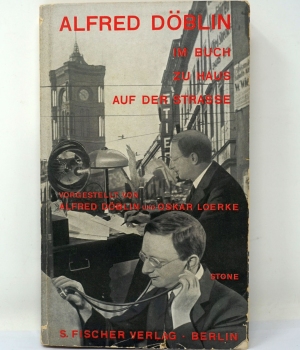 ALFRED DÖBLIN
IM BUCH
ZU HAUS
AUF DER STRASSE
VORGESTELLT VON
ALFRED DÖBLIN UND OSKAR LOERKE
STONE
S. FISCHER VERLAG · BERLIN